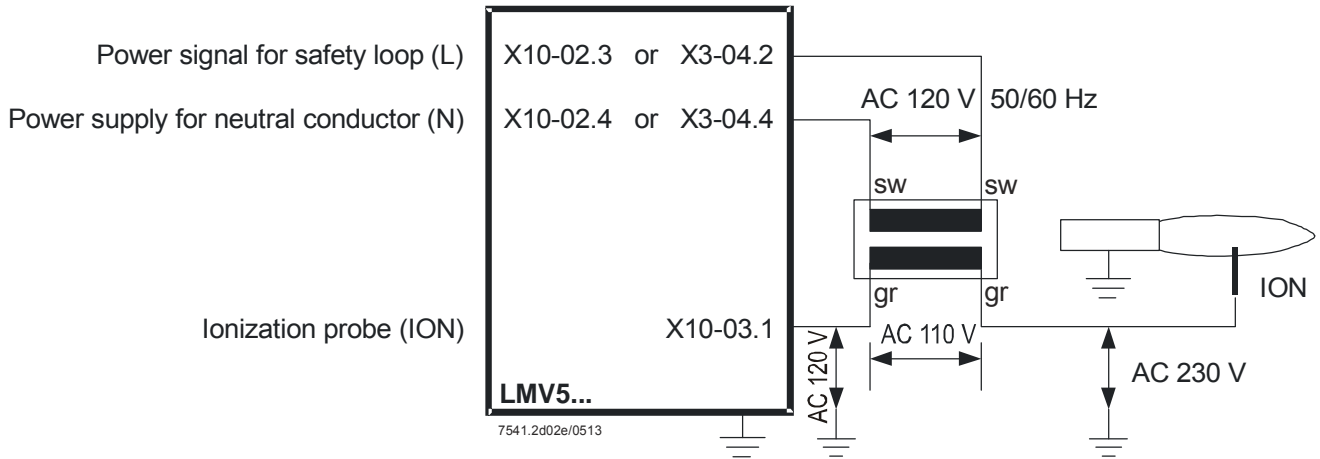 Power signal for safety loop (L) X10-02.3 or X3-04.2
AC 120 V 50/60 Hz
Power supply for neutral conductor (N) X10-02.4 or X3-04.4
sw sw
gr gr
ION
Ionization probe (ION) X10-03.1
AC 120 V
AC 110 V
AC 230 V
LMV5...
7541.2d02e/0513